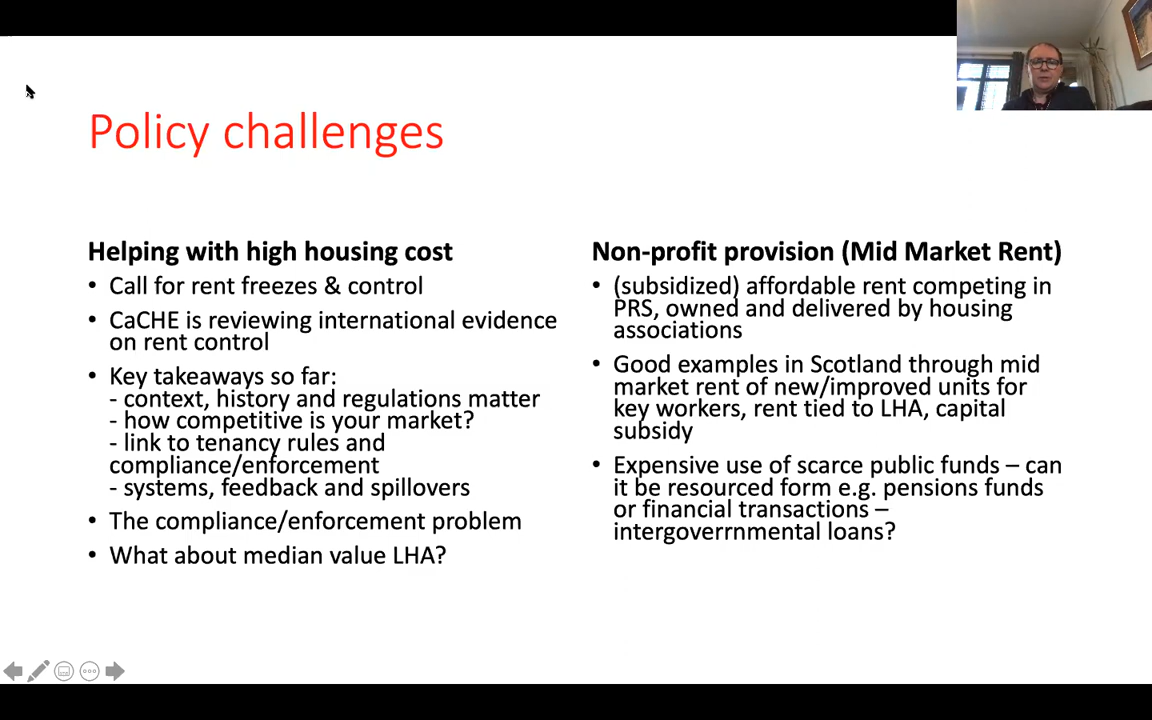 Policy challenges
Helping with high housing cost
• Call for rent freezes & control
• CaCHE is reviewing international evidence
on rent control
• Key takeaways so far:
- context, history and regulations matter
- how competitive is your market?
- link to tenancy rules and
compliance/enforcement
- systems, feedback and spillovers
• The compliance/enforcement problem
• What about median value LHA?
Non-profit provision (Mid Market Rent)
• (subsidized) affordable rent competing in
PRS, owned and delivered by housing
associations
• Good examples in Scotland through mid
market rent of new/improved units for
key workers, rent tied to LHA, capital
subsidy
• Expensive use of scarce public funds – can
it be resourced form e.g. pensions funds
or financial transactions –
intergoverrnmental loans?